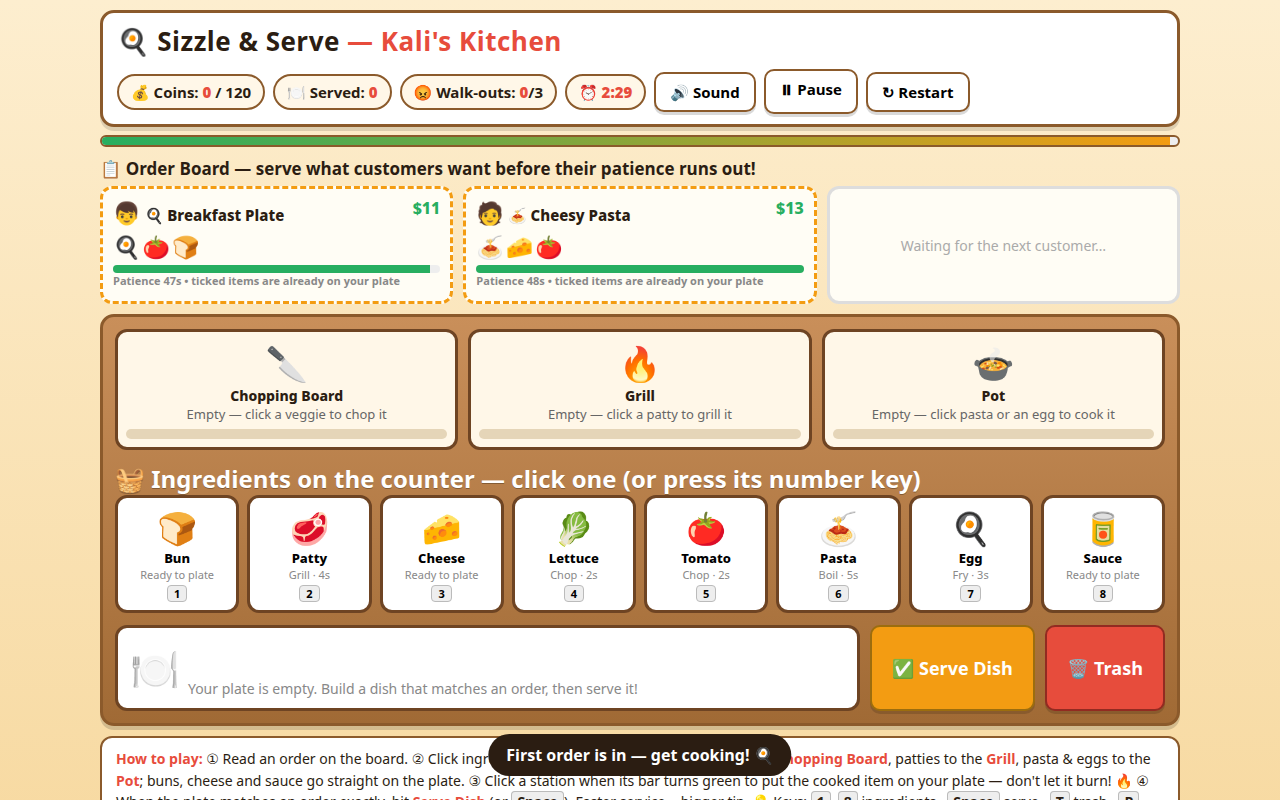 Sizzle & Serve — Kali's Kitchen
Coins: 0 / 120
Served: 0
Walk-outs: 0/3
2:29
Sound
Pause
Restart
Order Board — serve what customers want before their patience runs out!
Breakfast Plate
$11
Patience 47s • ticked items are already on your plate
Cheesy Pasta
$13
Patience 48s • ticked items are already on your plate
Waiting for the next customer...
Chopping Board
Empty — click a veggie to chop it
Grill
Empty — click a patty to grill it
Pot
Empty — click pasta or an egg to cook it
Ingredients on the counter — click one (or press its number key)
Bun
Ready to plate
1
Patty
Grill · 4s
2
Cheese
Ready to plate
3
Lettuce
Chop · 2s
4
Tomato
Chop · 2s
5
Pasta
Boil · 5s
6
Egg
Fry · 3s
7
Sauce
Ready to plate
8
Your plate is empty. Build a dish that matches an order, then serve it!
Serve Dish
Trash
First order is in — get cooking!
How to play: ① Read an order on the board. ② Click Board, patties to the Grill, pasta & eggs to the
Pot; buns, cheese and sauce go straight on the plate. ③ Click a station when its bar turns green to put the cooked item on your plate — don't let it burn! ④